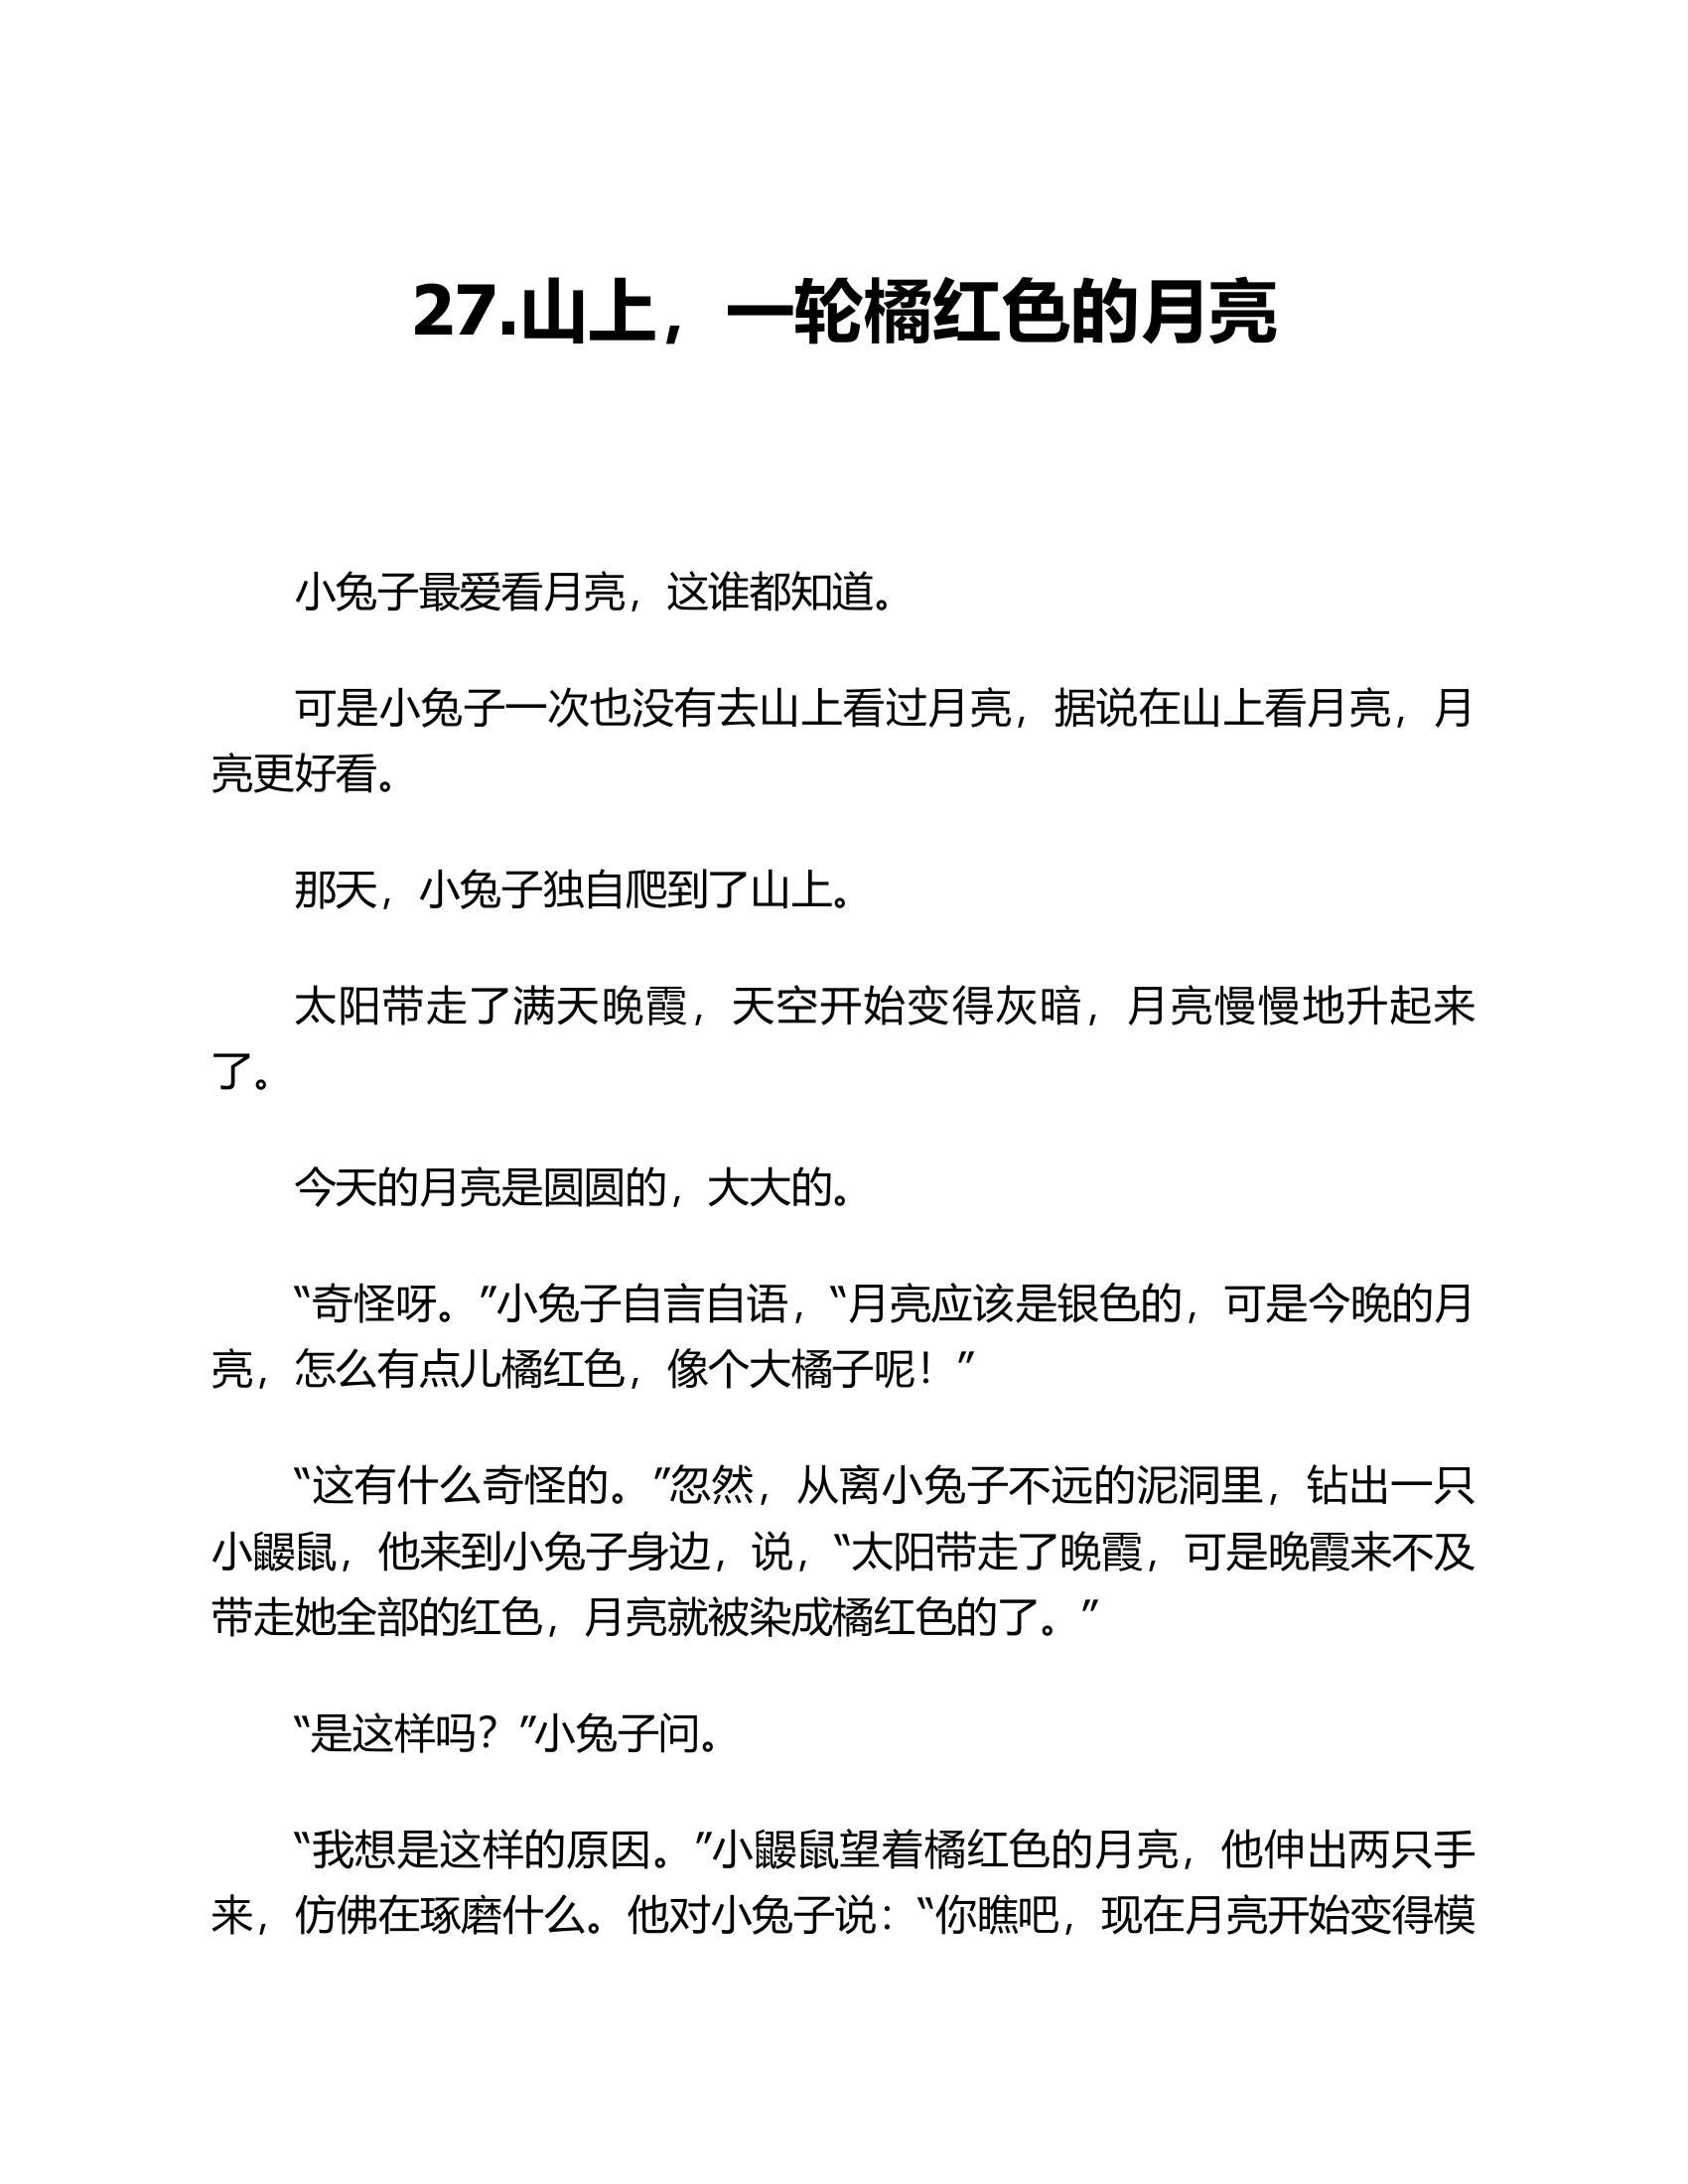 27.山上，一轮橘红色的月亮
小兔子最爱看月亮，这谁都知道。
可是小兔子一次也没有去山上看过月亮，据说在山上看月亮，月
亮更好看。
那天，小兔子独自爬到了山上。
太阳带走了满天晚霞，天空开始变得灰暗，月亮慢慢地升起来
了。
今天的月亮是圆圆的，大大的。
“奇怪呀。”小兔子自言自语，“月亮应该是银色的，可是今晚的月
亮，怎么有点儿橘红色，像个大橘子呢！”
“这有什么奇怪的。”忽然，从离小兔子不远的泥洞里，钻出一只
小鼹鼠，他来到小兔子身边，说，“太阳带走了晚霞，可是晚霞来不及
带走她全部的红色，月亮就被染成橘红色的了。”
“是这样吗？”小兔子问。
“我想是这样的原因。”小鼹鼠望着橘红色的月亮，他伸出两只手
来，仿佛在琢磨什么。他对小兔子说：“你瞧吧，现在月亮开始变得模